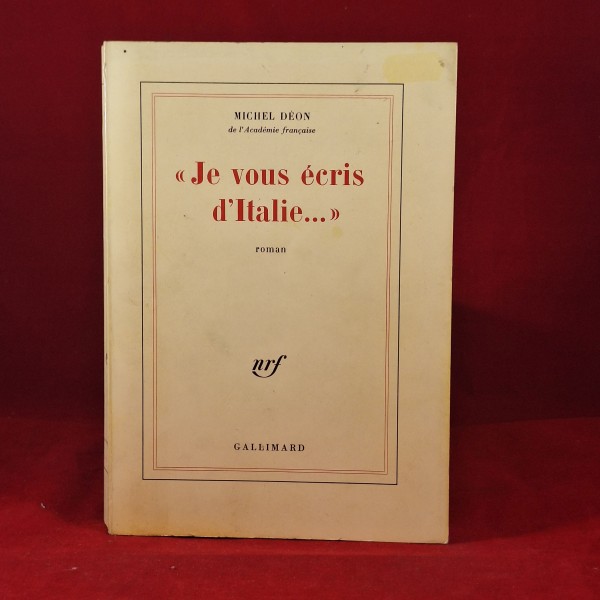 MICHEL DÉON
de l'Académie française
« Je vous écris
d'Italie... »
roman
nrf
GALLIMARD